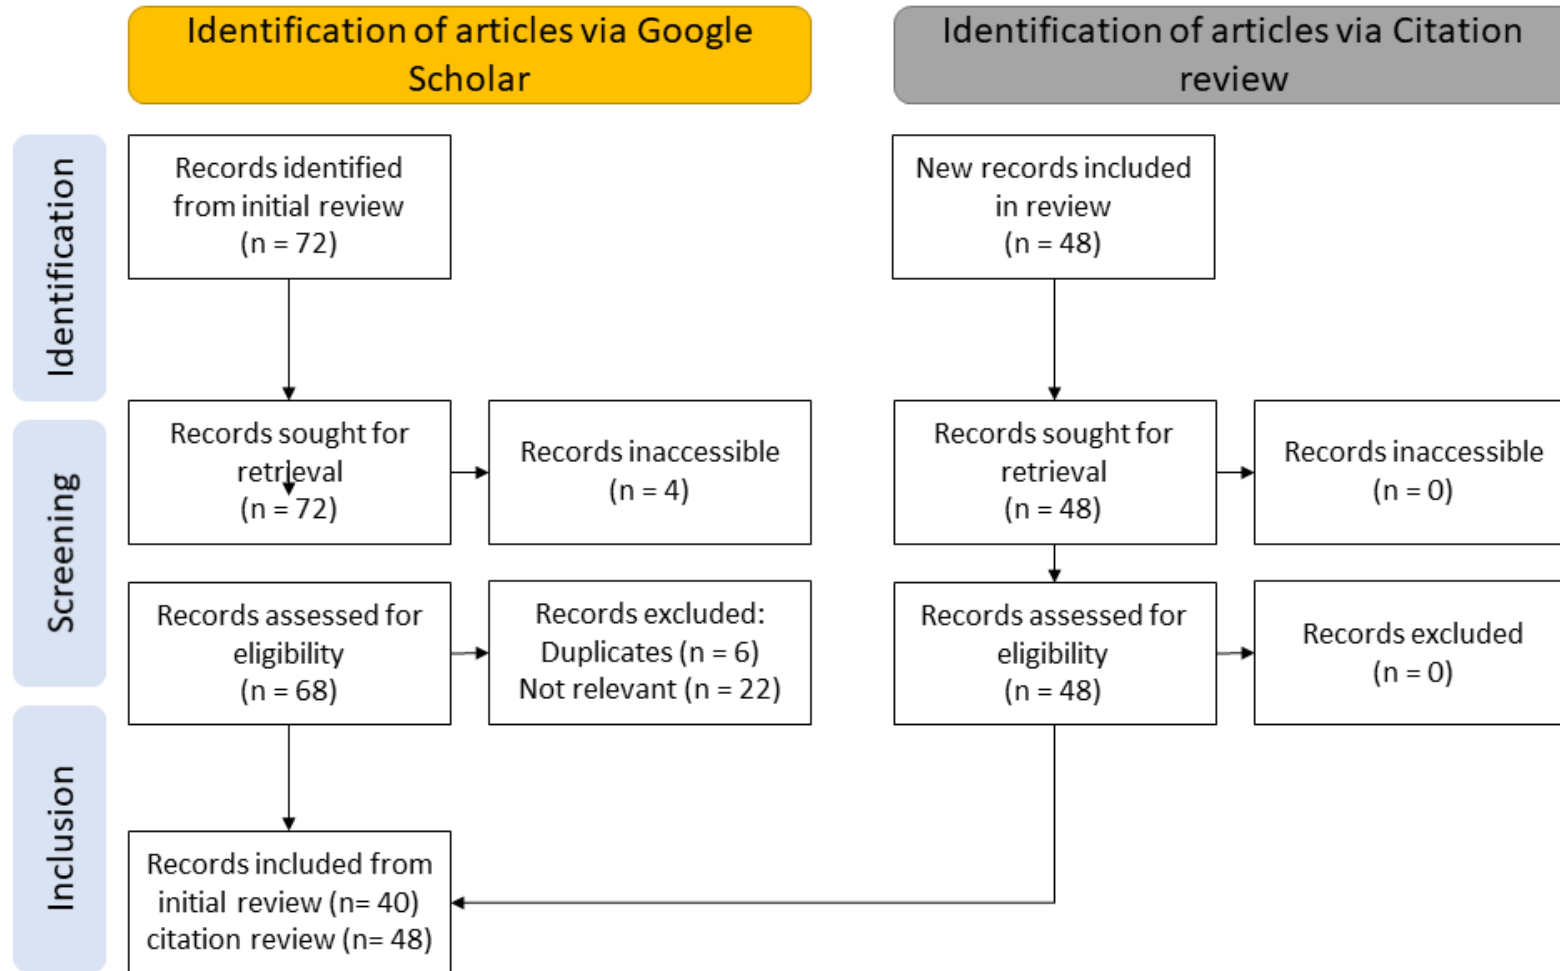 Identification of articles via Google
Scholar
Identification of articles via Citation
review
Identification
Records identified
from initial review
(n = 72)
New records included
in review
(n = 48)
Screening
Records sought for
retrieval
(n = 72)
Records inaccessible
(n = 4)
Records sought for
retrieval
(n = 48)
Records inaccessible
(n = 0)
Records assessed for
eligibility
(n = 68)
Records excluded:
Duplicates (n = 6)
Not relevant (n = 22)
Records assessed for
eligibility
(n = 48)
Records excluded
(n = 0)
Inclusion
Records included from
initial review (n= 40)
citation review (n= 48)